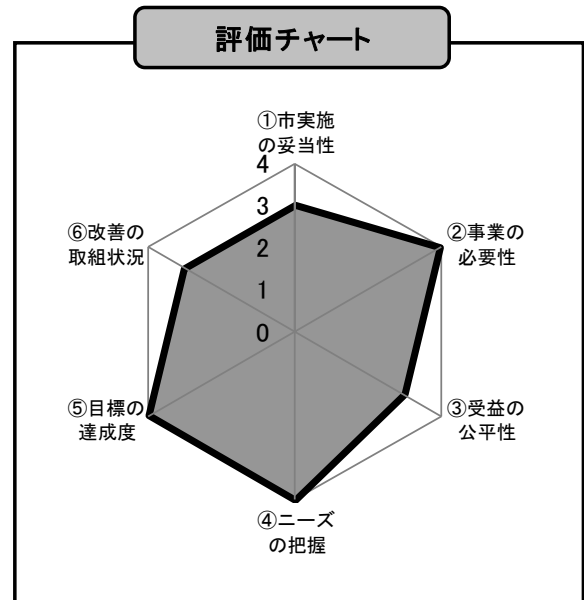 評価チャート
①市実施
の妥当性
4
3
2
1
0
②事業の
必要性
③受益の
公平性
④ニーズ
の把握
⑤目標の
達成度
⑥改善の
取組状況